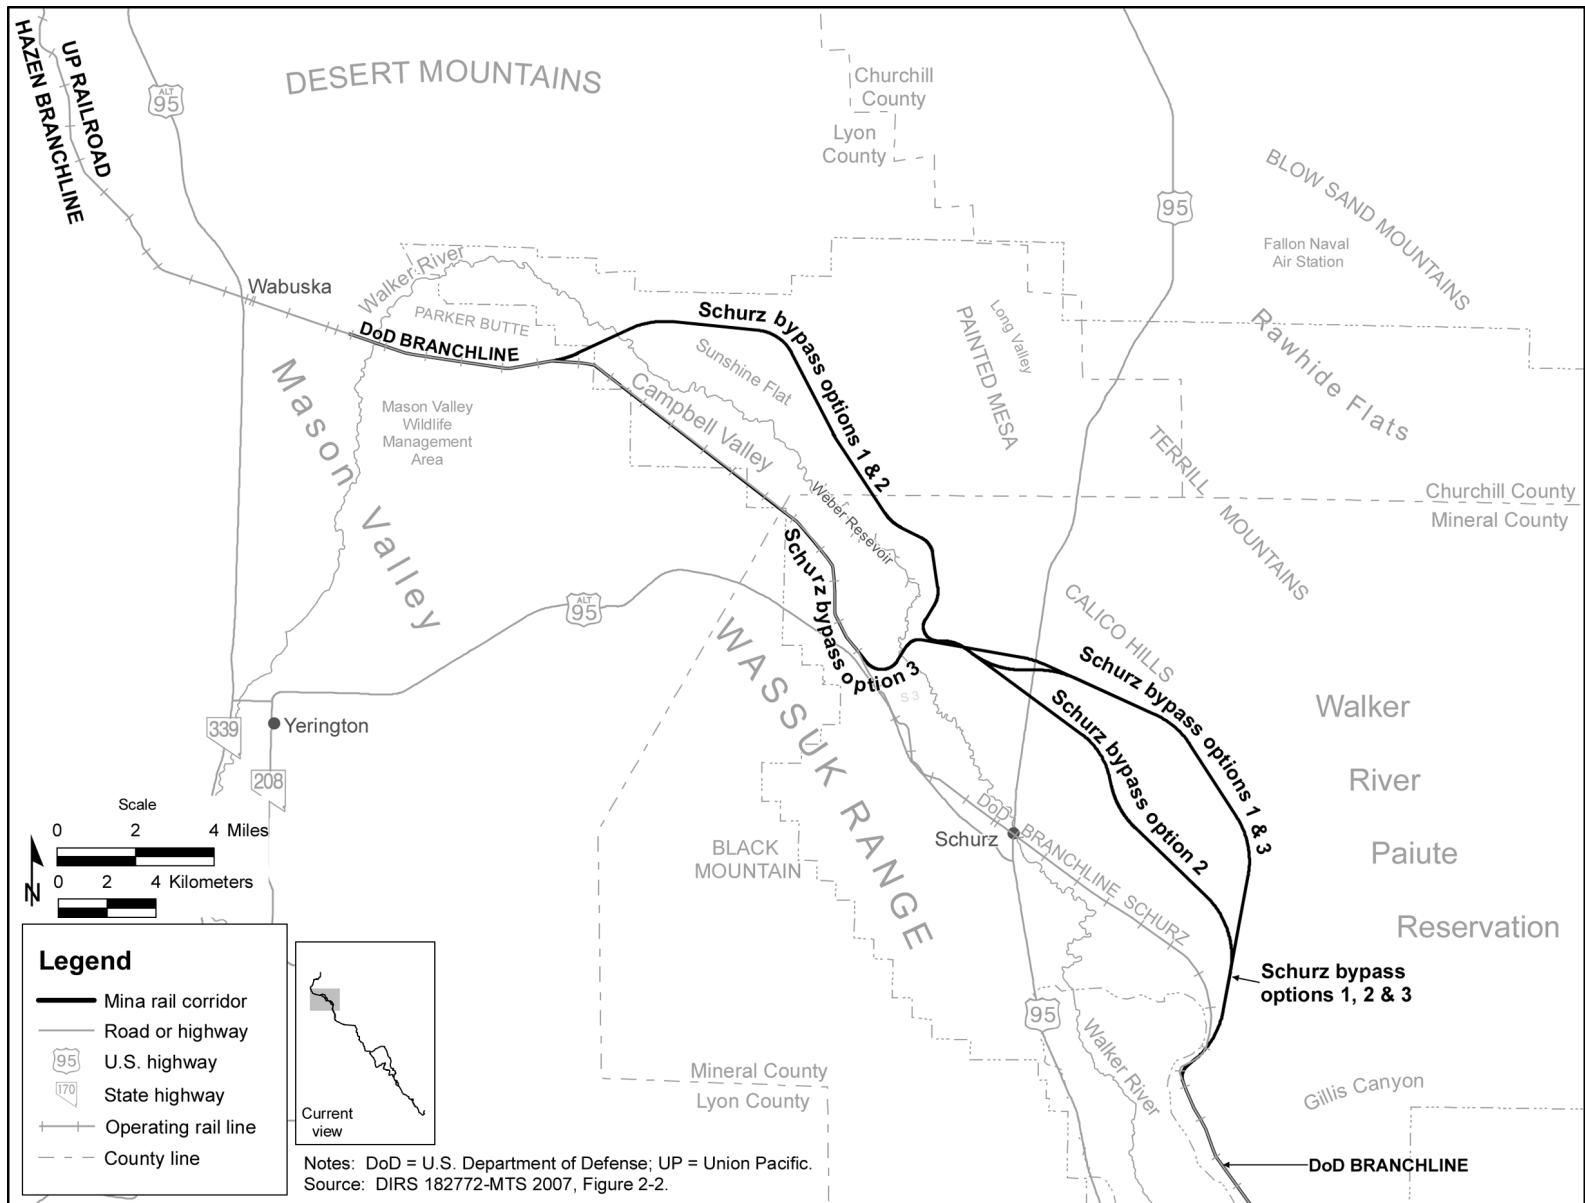 HAZEN BRANCHLINE
UP RAILROAD
ALT
95
DESERT MOUNTAINS
Churchill
County
Lyon
County
95
BLOW SAND MOUNTAINS
Fallon Naval
Air Station
Wabuska
Walker River
PARKER BUTTE
DoD BRANCHLINE
Schurz bypass options 1 & 2
Sunshine Flat
Long Valley
PAINTED MESA
Rawhide Flats
Mason Valley
Mason Valley
Wildlife
Management
Area
Campbell Valley
TERRILL MOUNTAINS
Weber Resevoir
Churchill County
Mineral County
Schurz bypass option 3
ALT
95
CALICO HILLS
WASSUK RANGE
S 3
Schurz bypass options 1 & 3
Schurz bypass option 2
Walker
River
Paiute
Reservation
339
Yerington
208
DoD BRANCHLINE SCHURZ
Schurz
BLACK
MOUNTAIN
Scale
0 2 4 Miles
0 2 4 Kilometers
N
Schurz bypass
options 1, 2 & 3
95
Walker River
Mineral County
Lyon County
Gillis Canyon
DoD BRANCHLINE
Legend
Mina rail corridor
Road or highway
95 U.S. highway
170 State highway
Operating rail line
County line
Current
view
Notes: DoD = U.S. Department of Defense; UP = Union Pacific.
Source: DIRS 182772-MTS 2007, Figure 2-2.